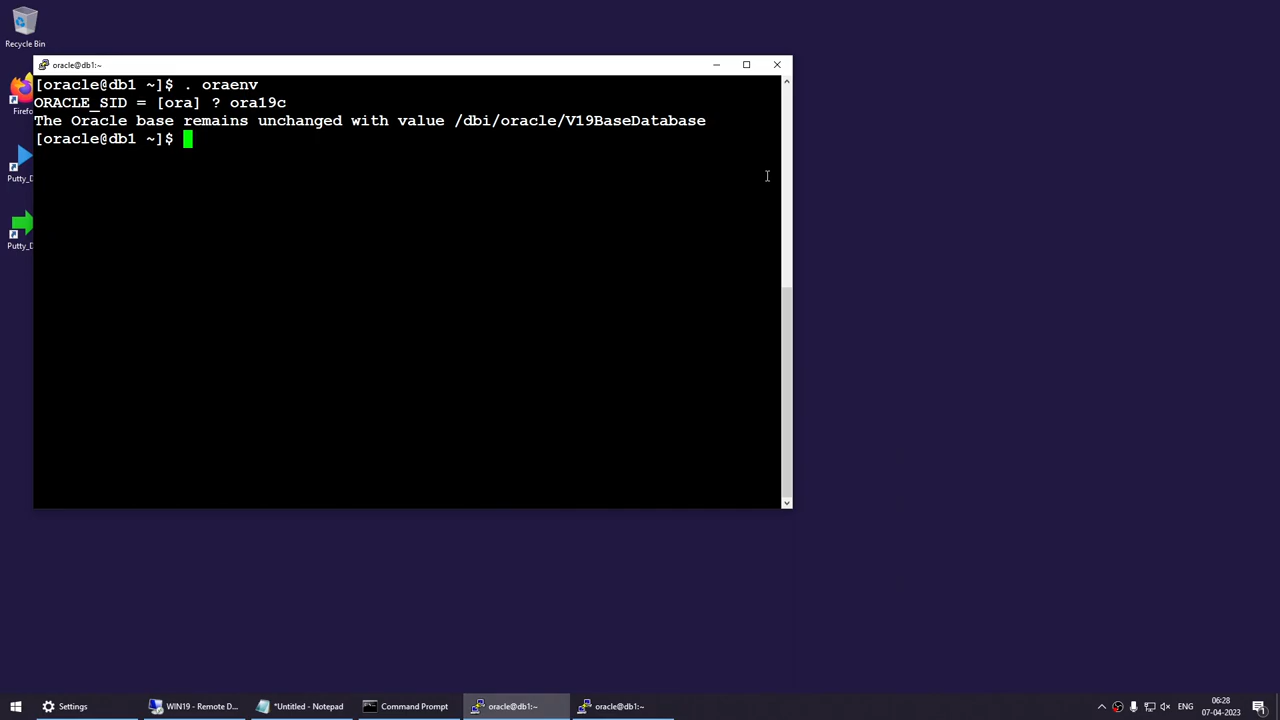 Recycle Bin
Firefo
Putty_D
Putty_D
oracle@db1:~
[oracle@db1 ~]$ . oraenv
ORACLE_SID = [ora] ? ora19c
The Oracle base remains unchanged with value /dbi/oracle/V19BaseDatabase
[oracle@db1 ~]$
Settings
WIN19 - Remote D...
*Untitled - Notepad
Command Prompt
oracle@db1:~
oracle@db1:~
ENG
06:28
07-04-2023